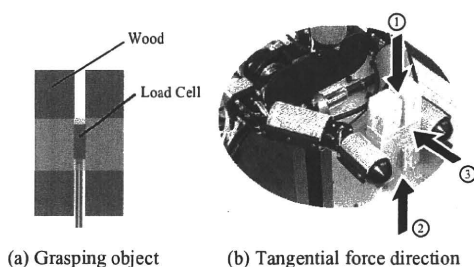 Wood
Load Cell
①
③
②
(a) Grasping object
(b) Tangential force direction